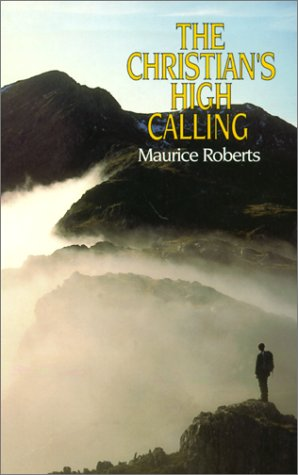 THE
CHRISTIAN'S
HIGH
CALLING
Maurice Roberts